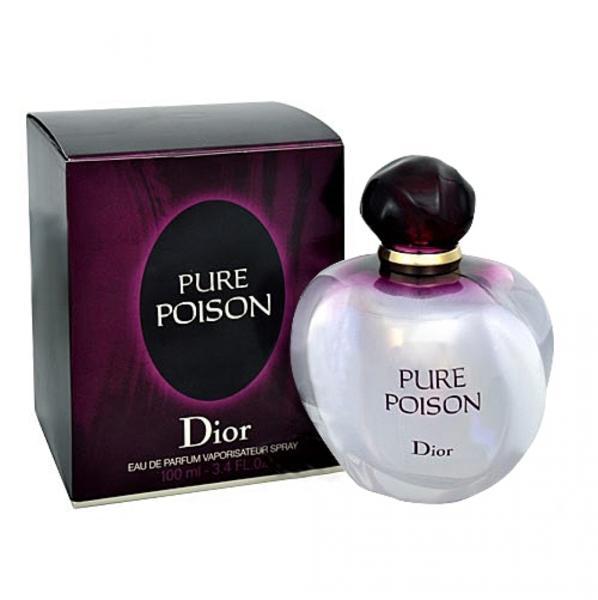 PURE
POISON
Dior
EAU DE PARFUM VAPORISATEUR SPRAY
100 ml - 3.4 FL.OZ
PURE
POISON
Dior